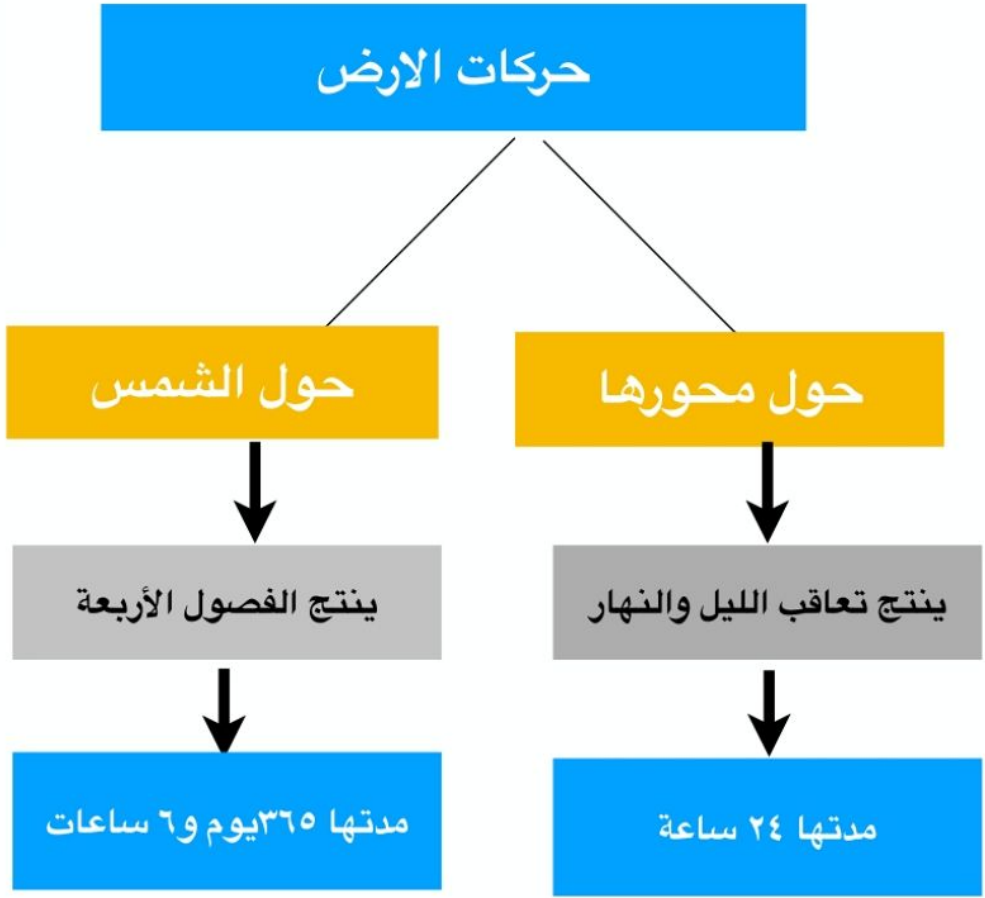 حركات الارض
حول محورها
حول الشمس
ينتج تعاقب الليل والنهار
ينتج الفصول الأربعة
مدتها ٢٤ ساعة
مدتها ٣٦٥يوم و٦ ساعات